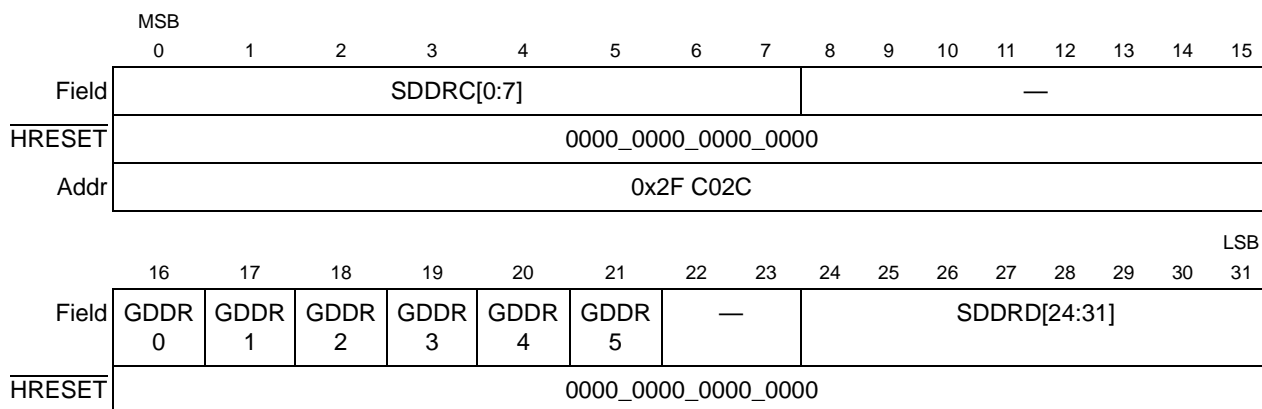 MSB
0 1 2 3 4 5 6 7 8 9 10 11 12 13 14 15
Field SDDRC[0:7] —
HRESET 0000_0000_0000_0000
Addr 0x2F C02C
LSB
16 17 18 19 20 21 22 23 24 25 26 27 28 29 30 31
Field GDDR GDDR GDDR GDDR GDDR GDDR — SDDRD[24:31]
0 1 2 3 4 5
HRESET 0000_0000_0000_0000